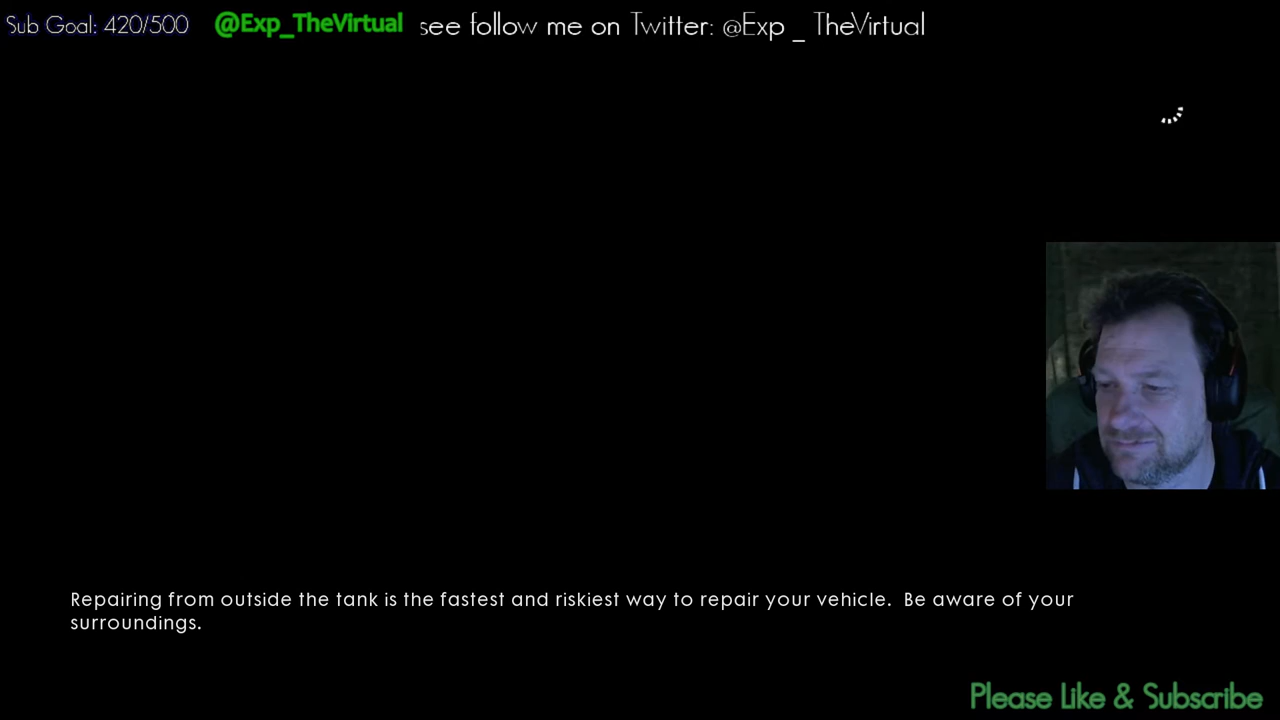 Sub Goal: 420/500 @Exp_TheVirtual see follow me on Twitter: @Exp _ TheVirtual
Repairing from outside the tank is the fastest and riskiest way to repair your vehicle. Be aware of your
surroundings.
Please Like & Subscribe